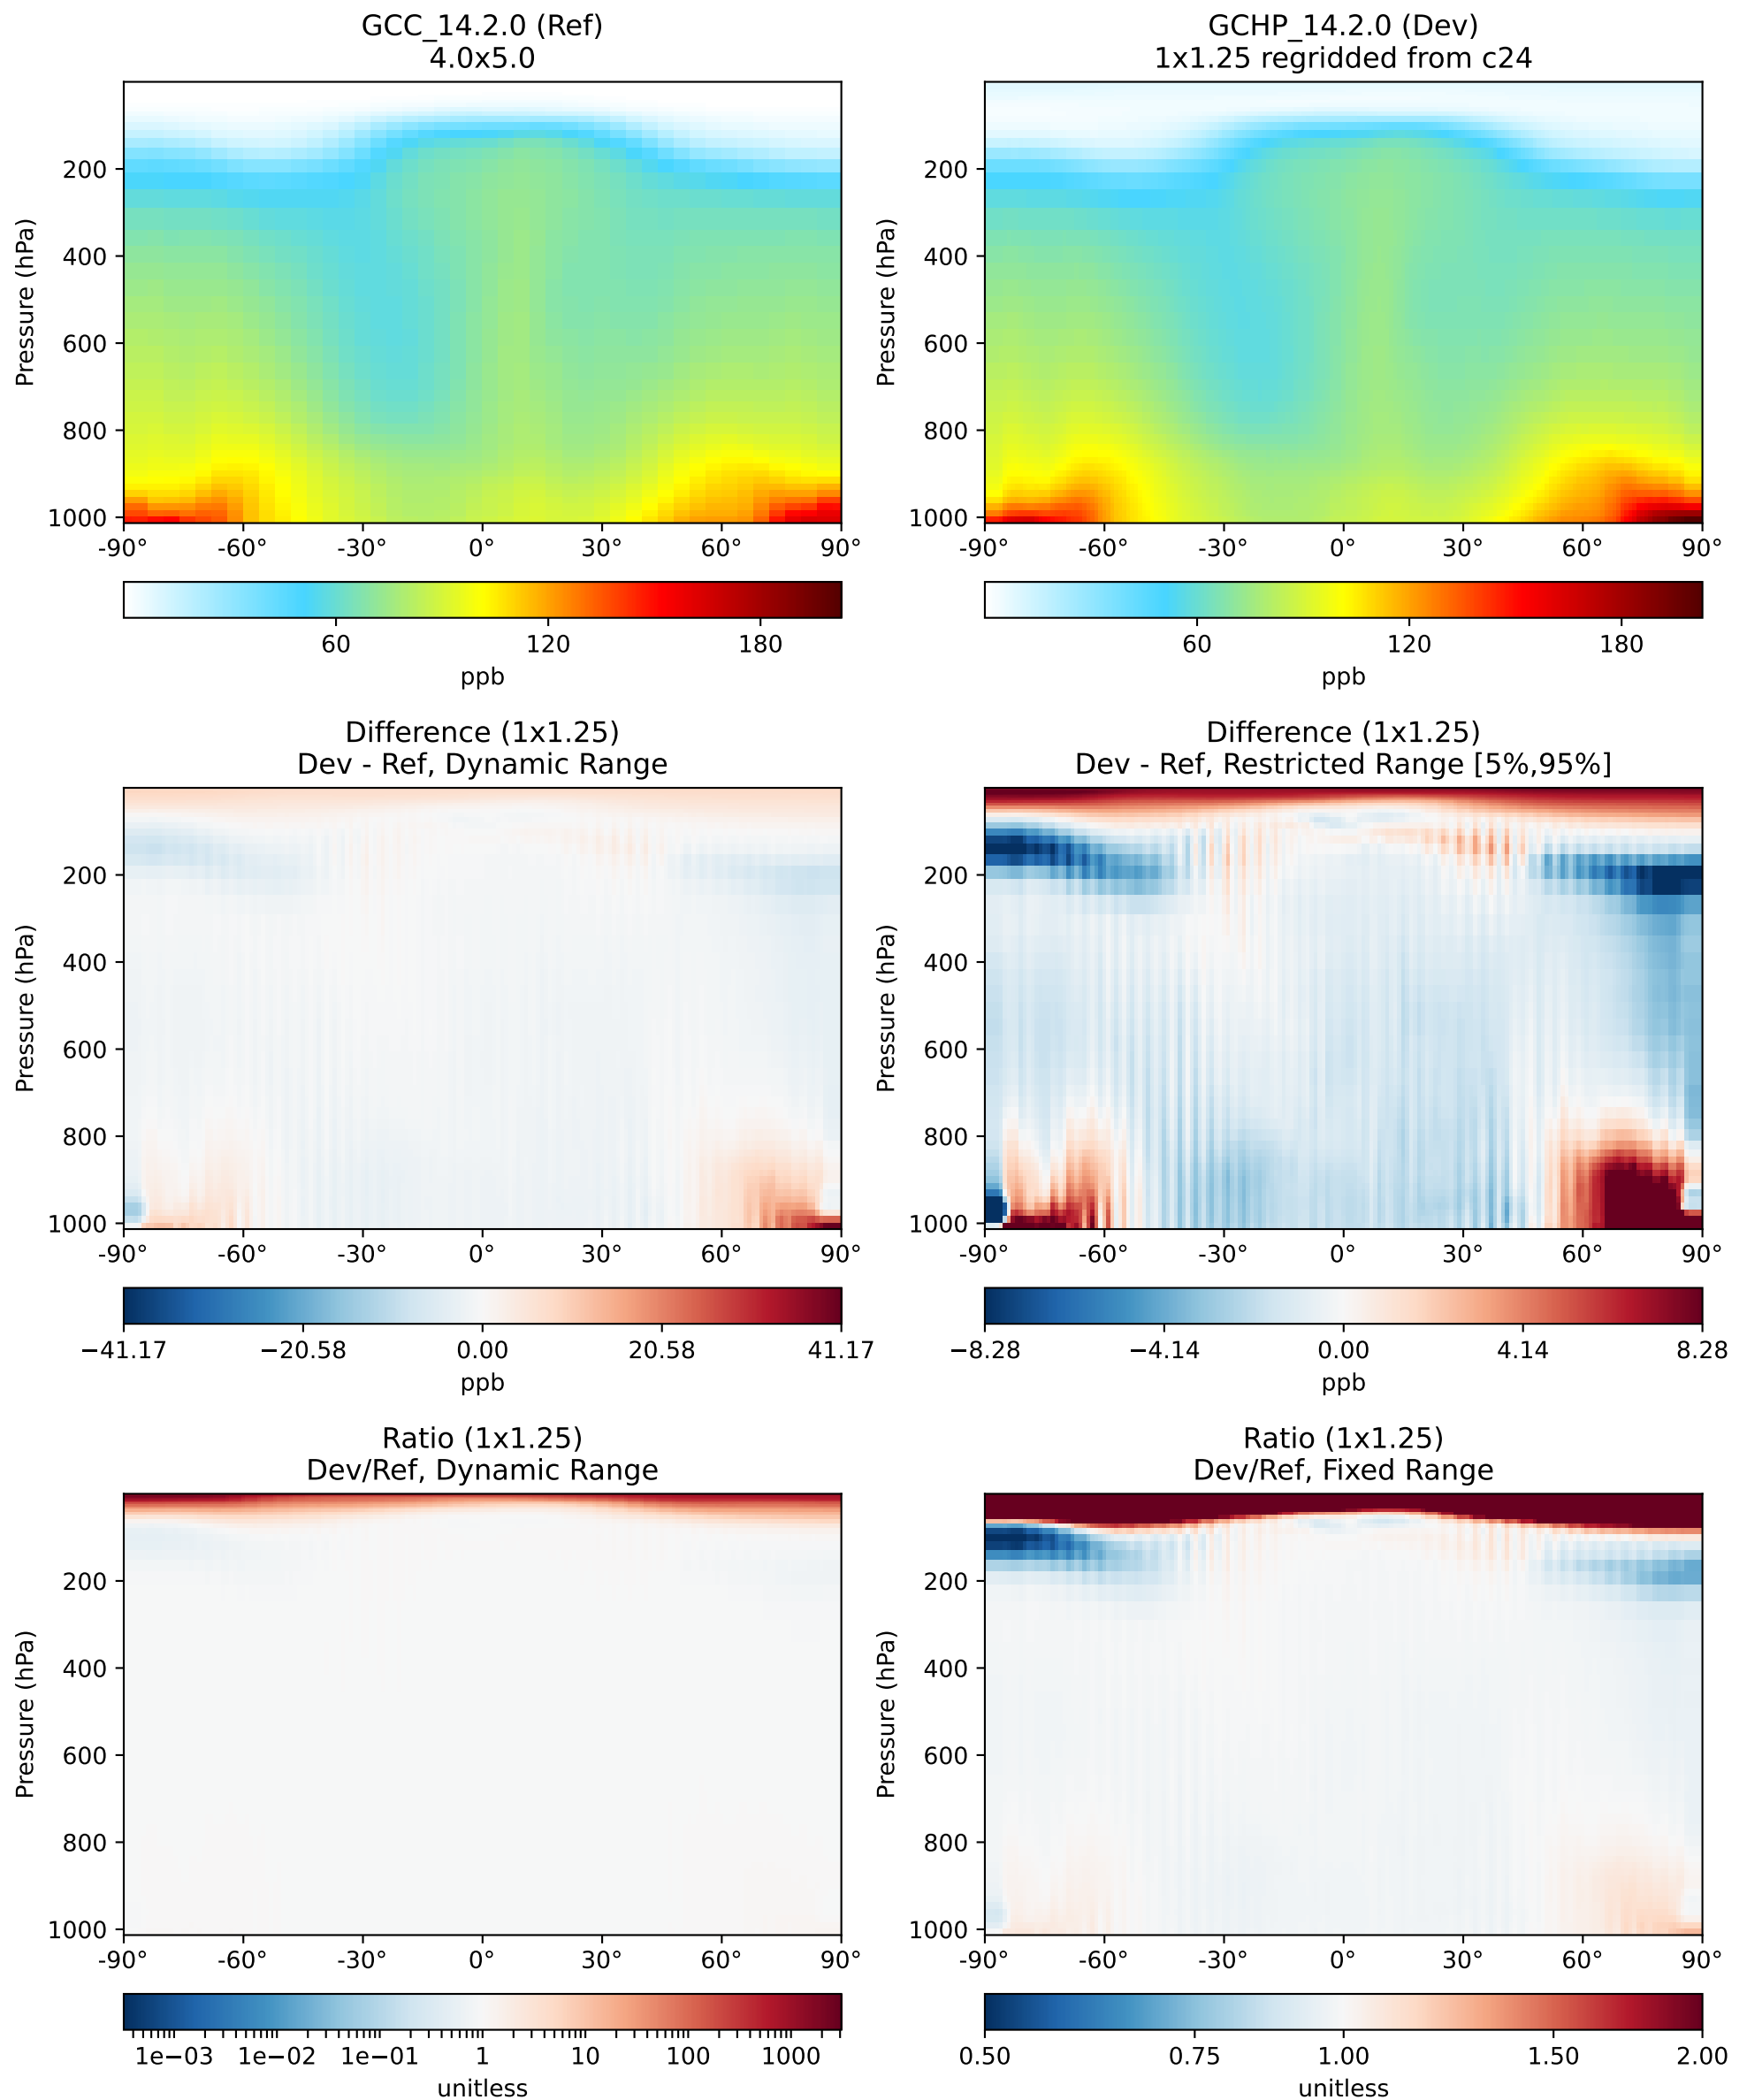 GCC_14.2.0 (Ref)
4.0x5.0
Pressure (hPa)
200
400
600
800
1000
-90° -60° -30° 0° 30° 60° 90°
60 120 180
ppb
GCHP_14.2.0 (Dev)
1x1.25 regridded from c24
Pressure (hPa)
200
400
600
800
1000
-90° -60° -30° 0° 30° 60° 90°
60 120 180
ppb
Difference (1x1.25)
Dev - Ref, Dynamic Range
Pressure (hPa)
200
400
600
800
1000
-90° -60° -30° 0° 30° 60° 90°
−41.17 −20.58 0.00 20.58 41.17
ppb
Difference (1x1.25)
Dev - Ref, Restricted Range [5%,95%]
Pressure (hPa)
200
400
600
800
1000
-90° -60° -30° 0° 30° 60° 90°
−8.28 −4.14 0.00 4.14 8.28
ppb
Ratio (1x1.25)
Dev/Ref, Dynamic Range
Pressure (hPa)
200
400
600
800
1000
-90° -60° -30° 0° 30° 60° 90°
1e−03 1e−02 1e−01 1 10 100 1000
unitless
Ratio (1x1.25)
Dev/Ref, Fixed Range
Pressure (hPa)
200
400
600
800
1000
-90° -60° -30° 0° 30° 60° 90°
0.50 0.75 1.00 1.50 2.00
unitless